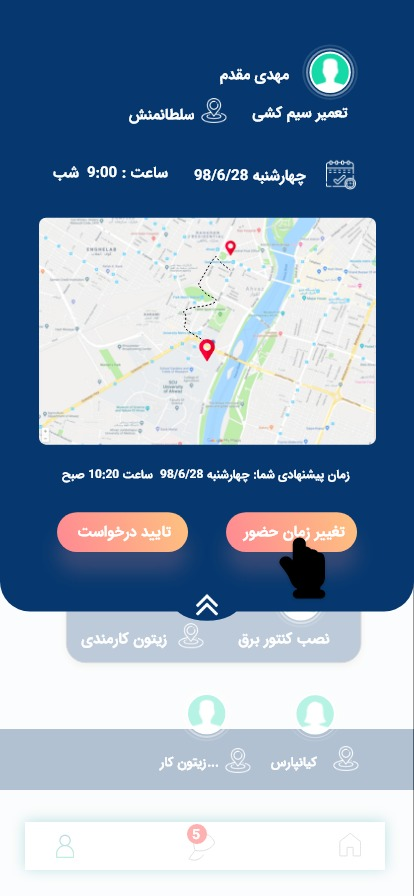 مهدی مقدم
تعمیر سیم کشی سلطانمنش
چهارشنبه 98/6/28 ساعت : 9:00 شب
ENGHELAB
Ahvaz
زمان پیشنهادی شما: چهارشنبه 98/6/28 ساعت 10:20 صبح
تغییر زمان حضور تایید درخواست
نصب کنتور برق زیتون کارمندی
کیانپارس زیتون کار...
5